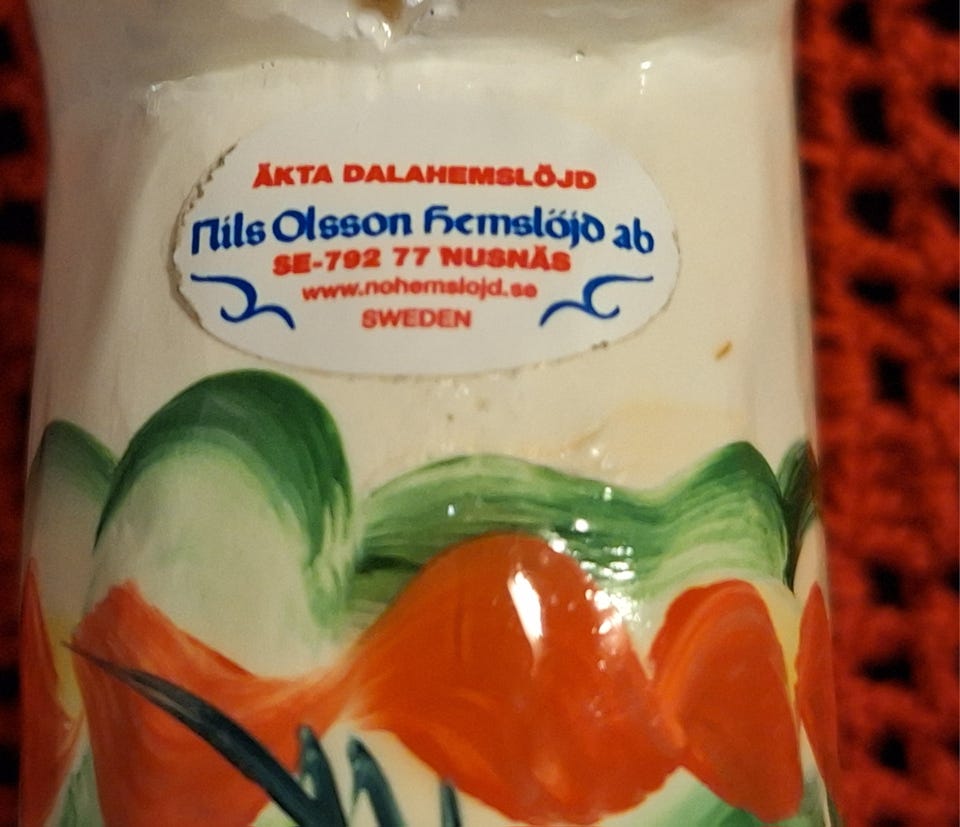 ÄKTA DALAHEMSLÖJD
Nils Olsson hemslöjd ab
SE-792 77 NUSNÄS
www.nohemslojd.se
SWEDEN